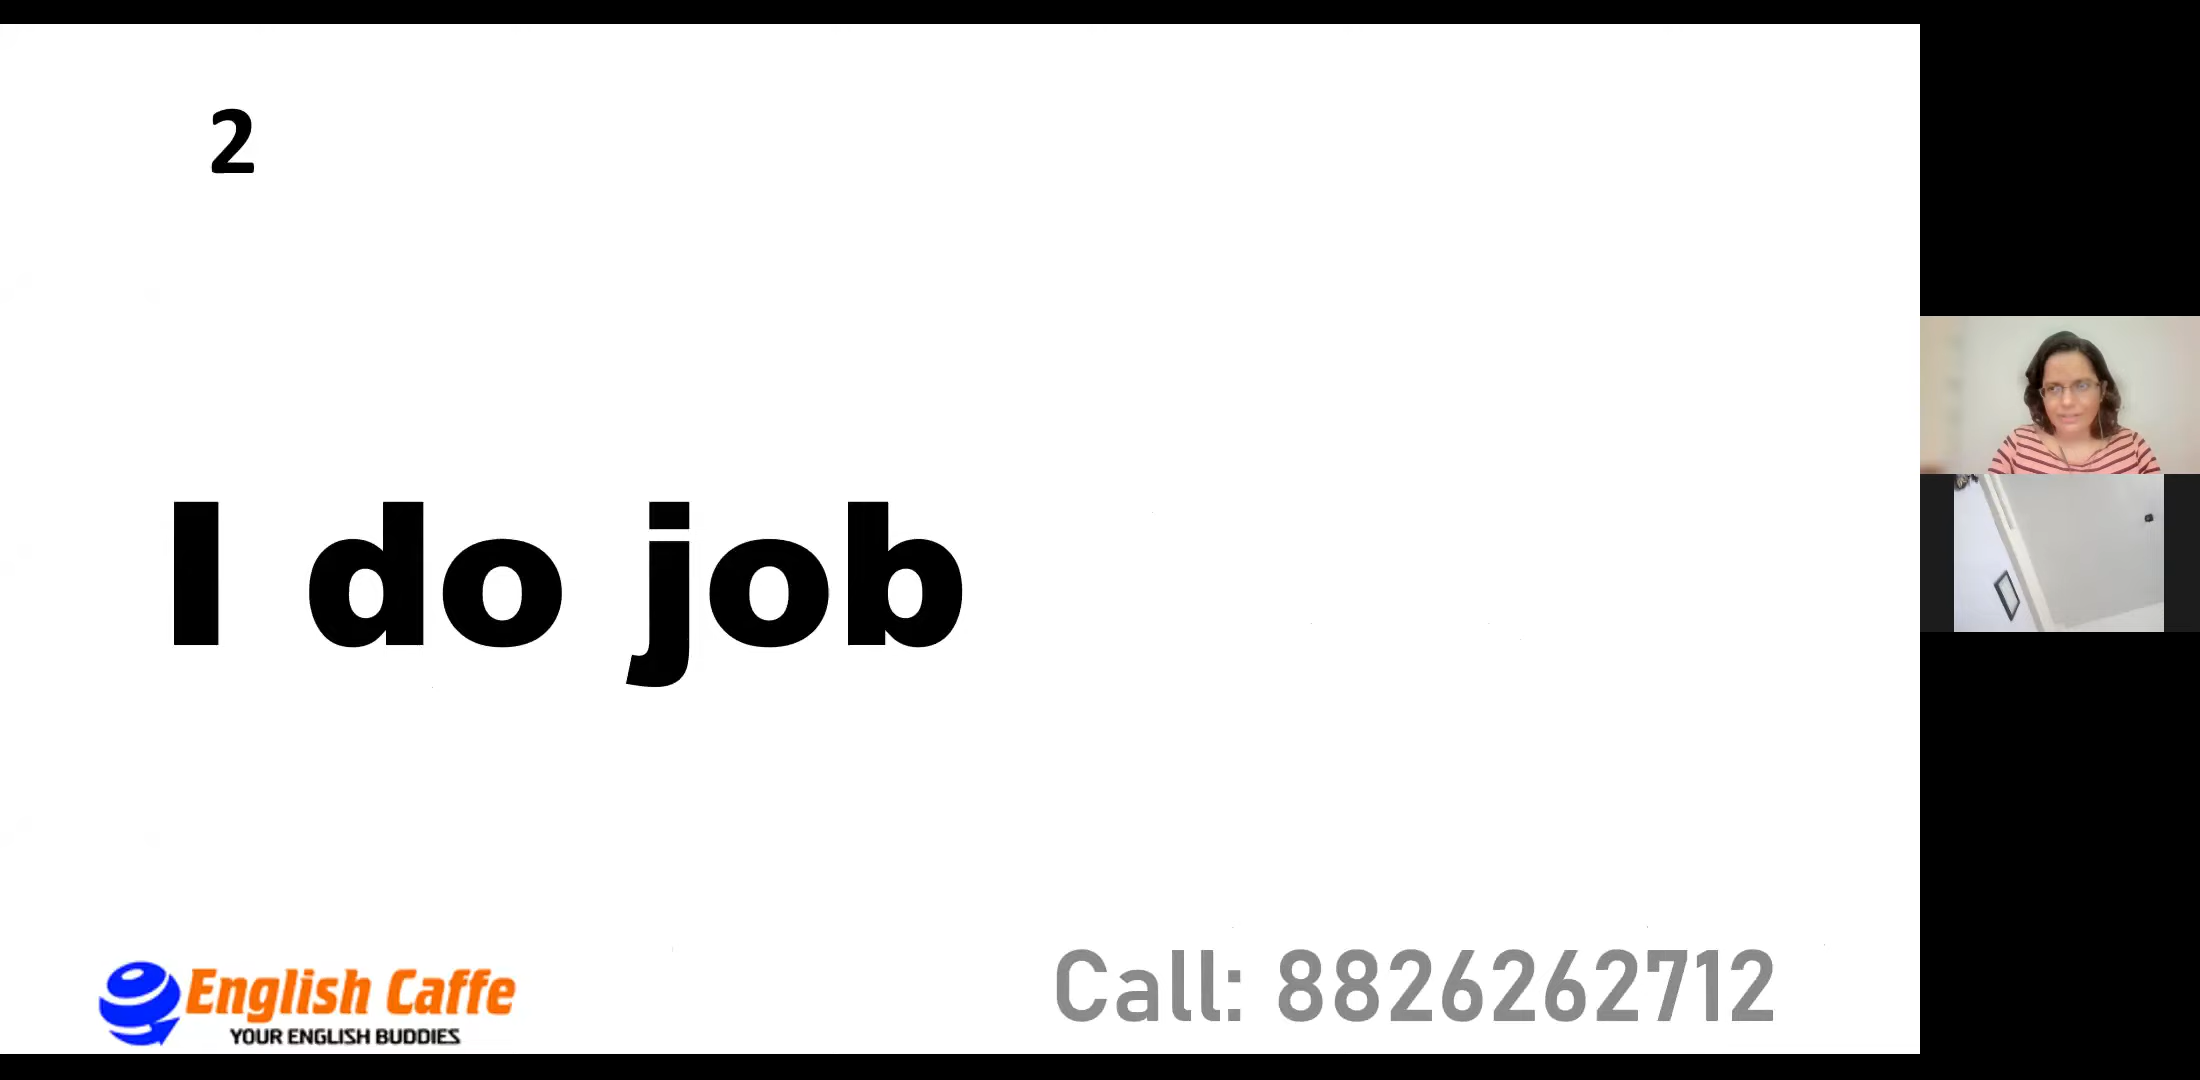 2
I do job
English Caffe
YOUR ENGLISH BUDDIES
Call: 8826262712